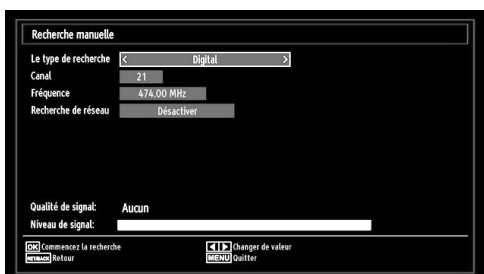 Recherche manuelle
Le type de recherche < Digital >
Canal 21
Fréquence 474.00 MHz
Recherche de réseau Désactiver
Qualité de signal: Aucun
Niveau de signal:
OK Commencez la recherche ◀ ▶ Changer de valeur
RETBACK Retour MENU Quitter